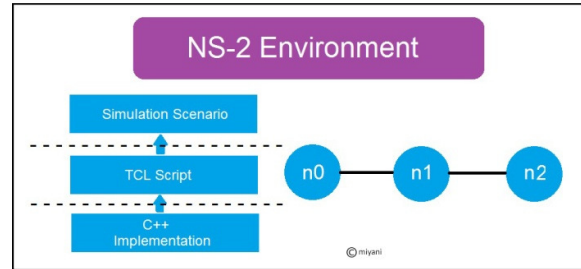 NS-2 Environment
Simulation Scenario
TCL Script
C++
Implementation
n0
n1
n2
© miyani